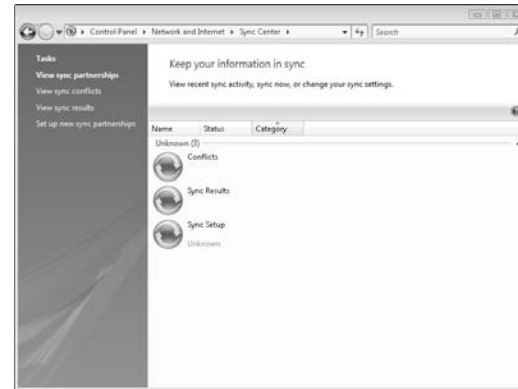 Control Panel ▸ Network and Internet ▸ Sync Center ▸ Search
Tasks
View sync partnerships
View sync conflicts
View sync results
Set up new sync partnerships
Keep your information in sync
View recent sync activity, sync now, or change your sync settings.
Name Status Category
Unknown (3)
Conflicts
Sync Results
Sync Setup
Unknown